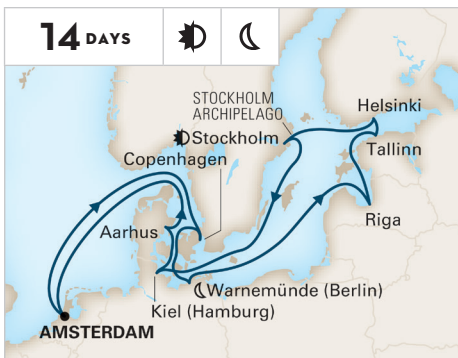 14 DAYS
STOCKHOLM
ARCHIPELAGO
Helsinki
Stockholm
Tallinn
Copenhagen
Riga
Aarhus
Warnemünde (Berlin)
Kiel (Hamburg)
AMSTERDAM